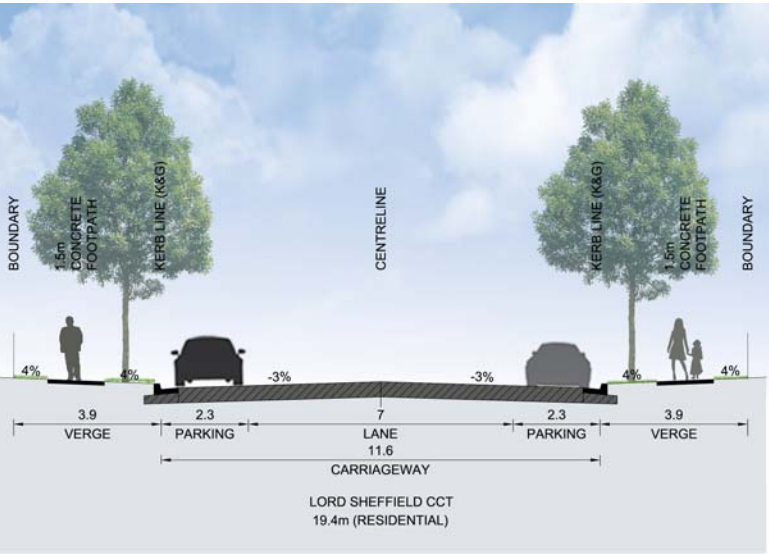 BOUNDARY
1.5m
CONCRETE
FOOTPATH
KERB LINE (K&G)
CENTRELINE
KERB LINE (K&G)
1.5m
CONCRETE
FOOTPATH
BOUNDARY
4% 4% -3% -3% 4% 4%
3.9 2.3 7 2.3 3.9
VERGE PARKING LANE PARKING VERGE
11.6
CARRIAGEWAY
LORD SHEFFIELD CCT
19.4m (RESIDENTIAL)